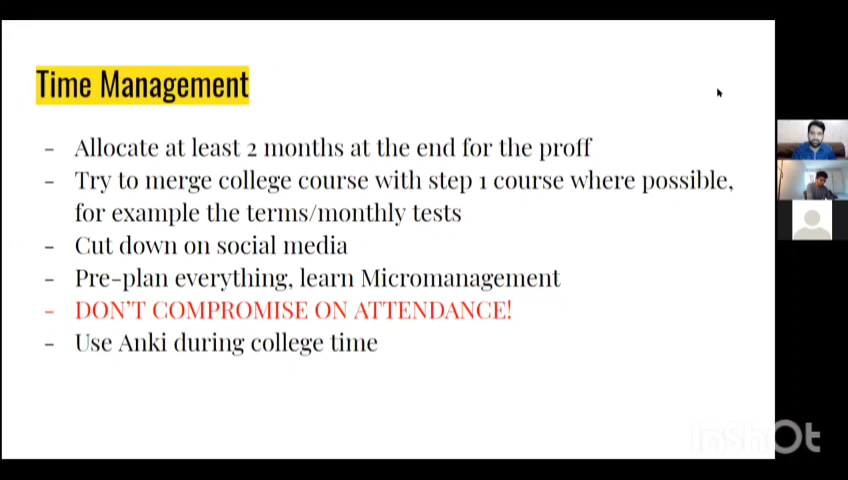 Time Management
- Allocate at least 2 months at the end for the proff
- Try to merge college course with step 1 course where possible,
for example the terms/monthly tests
- Cut down on social media
- Pre-plan everything, learn Micromanagement
- DON'T COMPROMISE ON ATTENDANCE!
- Use Anki during college time
InShOt